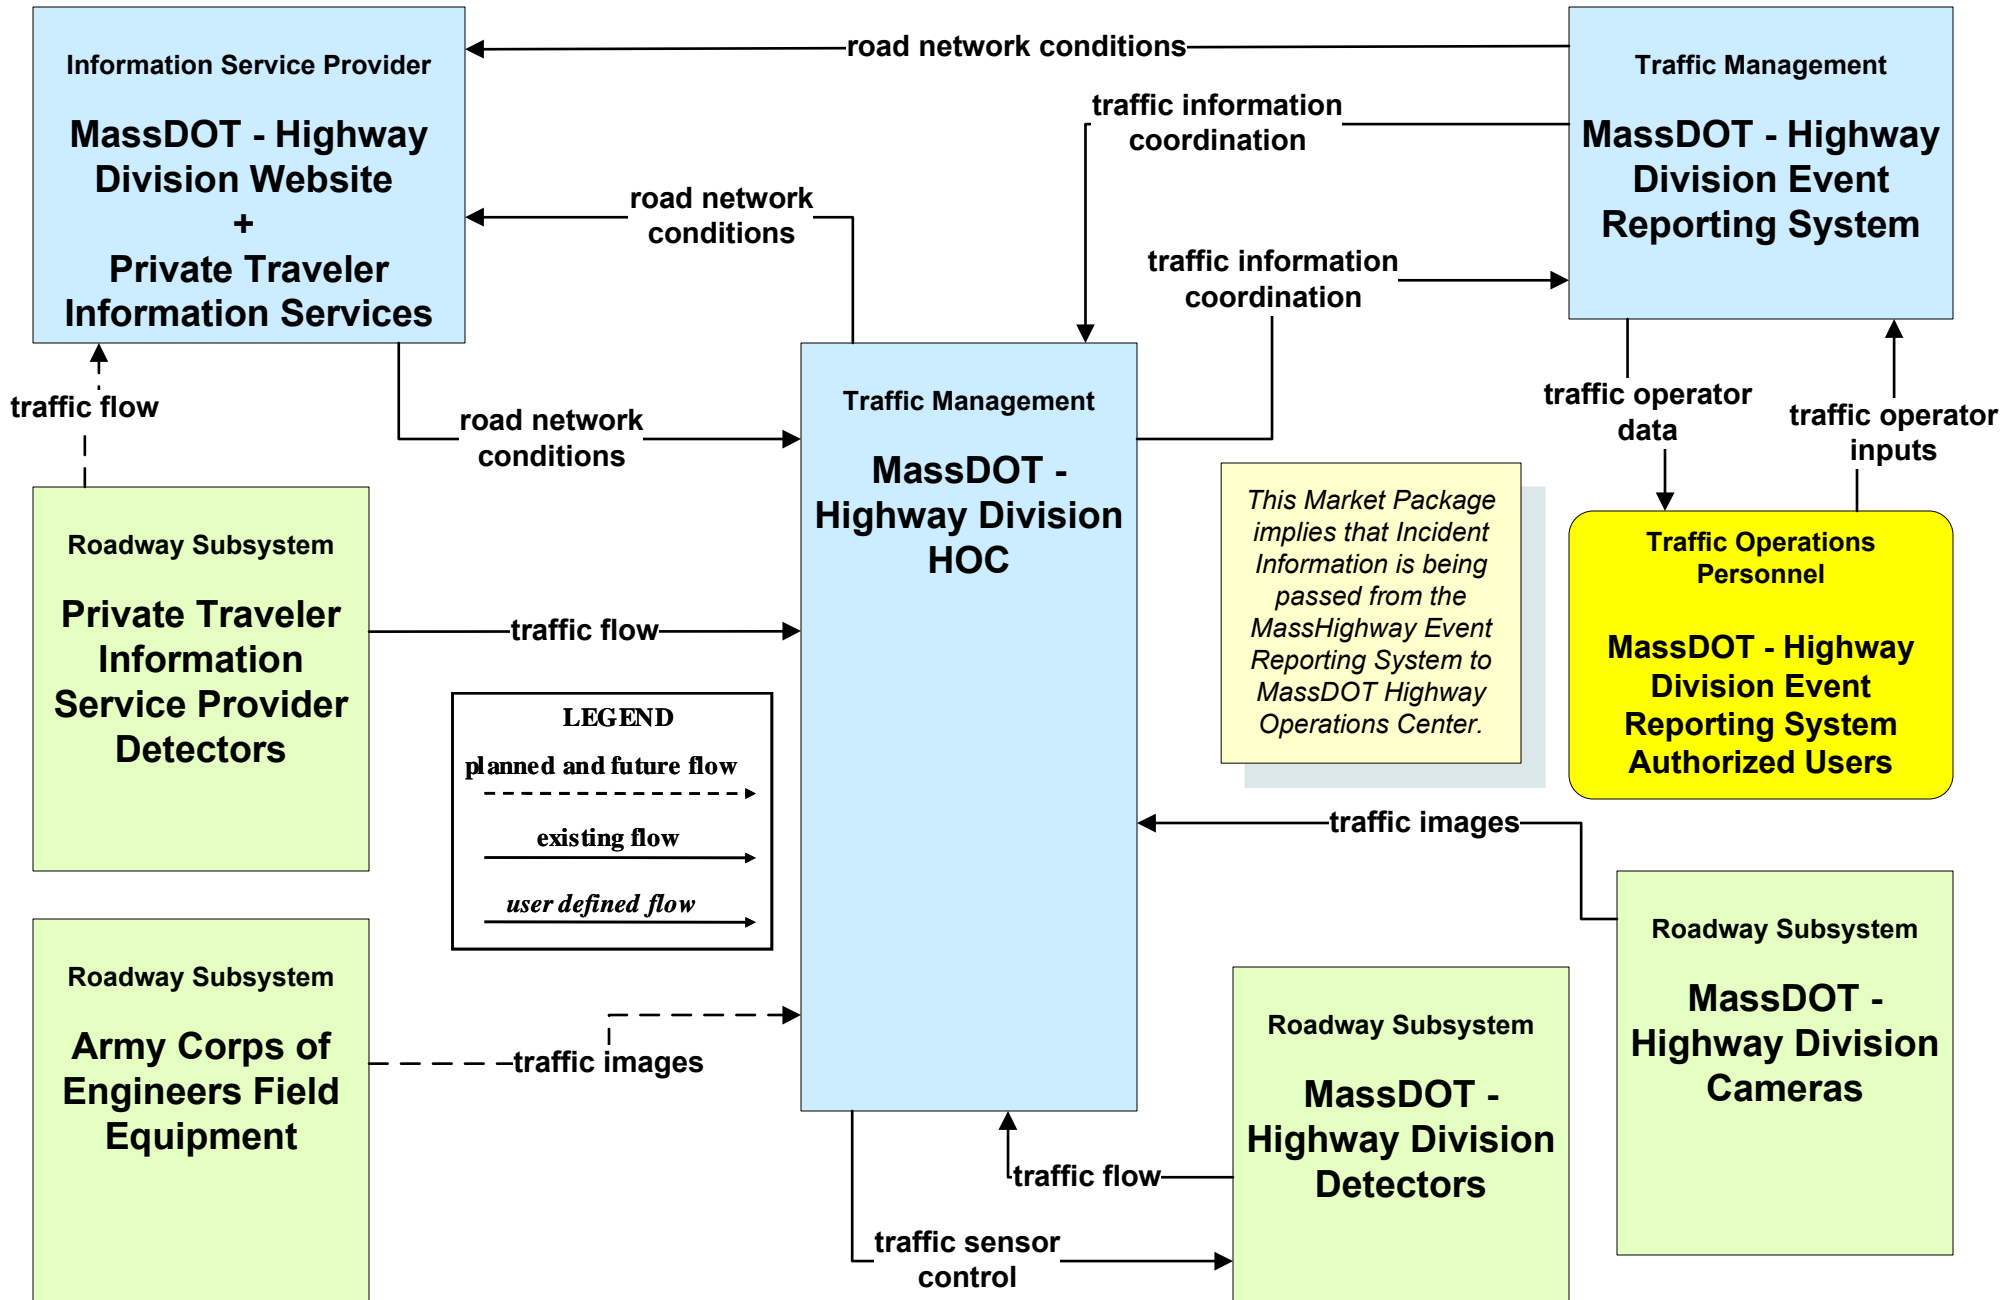 Information Service Provider
MassDOT - Highway
Division Website
+
Private Traveler
Information Services
road network conditions
Traffic Management
MassDOT - Highway
Division Event
Reporting System
traffic information
coordination
road network
conditions
traffic information
coordination
traffic flow
road network
conditions
Traffic Management
MassDOT -
Highway Division
HOC
traffic operator
data
traffic operator
inputs
Roadway Subsystem
Private Traveler
Information
Service Provider
Detectors
traffic flow
This Market Package
implies that Incident
Information is being
passed from the
MassHighway Event
Reporting System to
MassDOT Highway
Operations Center.
Traffic Operations
Personnel
MassDOT - Highway
Division Event
Reporting System
Authorized Users
LEGEND
planned and future flow
existing flow
user defined flow
traffic images
Roadway Subsystem
Army Corps of
Engineers Field
Equipment
traffic images
Roadway Subsystem
MassDOT -
Highway Division
Detectors
Roadway Subsystem
MassDOT -
Highway Division
Cameras
traffic flow
traffic sensor
control